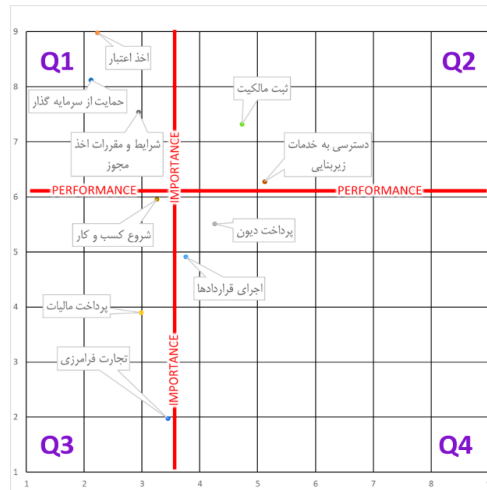 9
اخذ اعتبار
Q1
Q2
8
حمایت از سرمایه گذار
ثبت مالکیت
7
شرایط و مقررات اخذ
مجوز
دسترسی به خدمات
زیربنایی
IMPORTANCE
PERFORMANCE
PERFORMANCE
6
شروع کسب و کار
پرداخت دیون
5
اجرای قراردادها
پرداخت مالیات
4
IMPORTANCE
3
تجارت فرامرزی
2
Q3
Q4
1
1 2 3 4 5 6 7 8 9